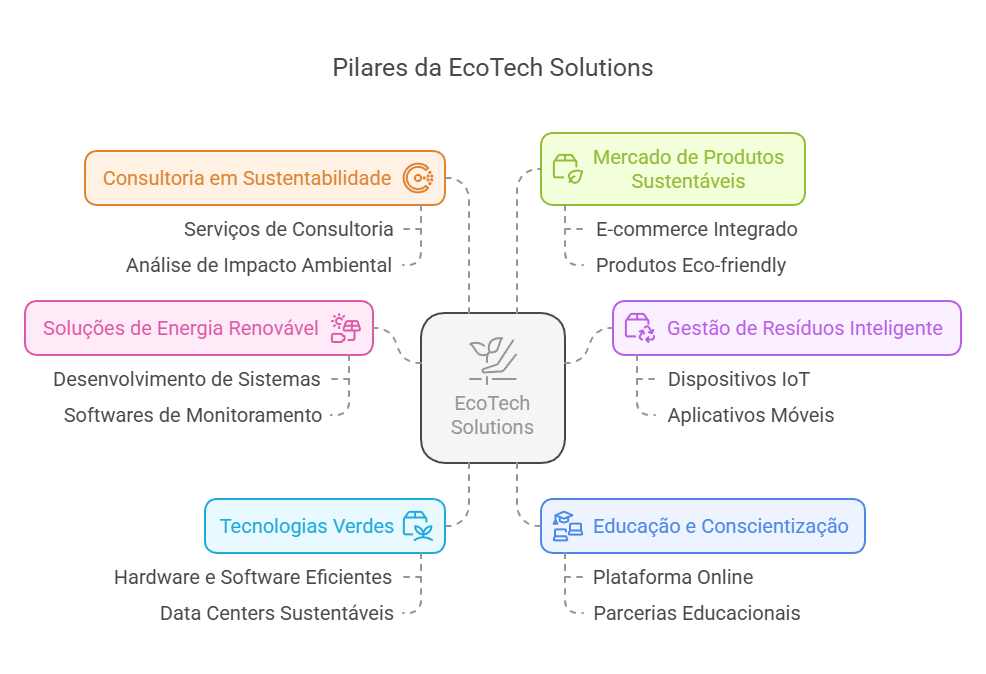 Pilares da EcoTech Solutions
Consultoria em Sustentabilidade
Serviços de Consultoria
Análise de Impacto Ambiental
Mercado de Produtos
Sustentáveis
E-commerce Integrado
Produtos Eco-friendly
Soluções de Energia Renovável
Desenvolvimento de Sistemas
Softwares de Monitoramento
EcoTech
Solutions
Gestão de Resíduos Inteligente
Dispositivos IoT
Aplicativos Móveis
Tecnologias Verdes
Hardware e Software Eficientes
Data Centers Sustentáveis
Educação e Conscientização
Plataforma Online
Parcerias Educacionais